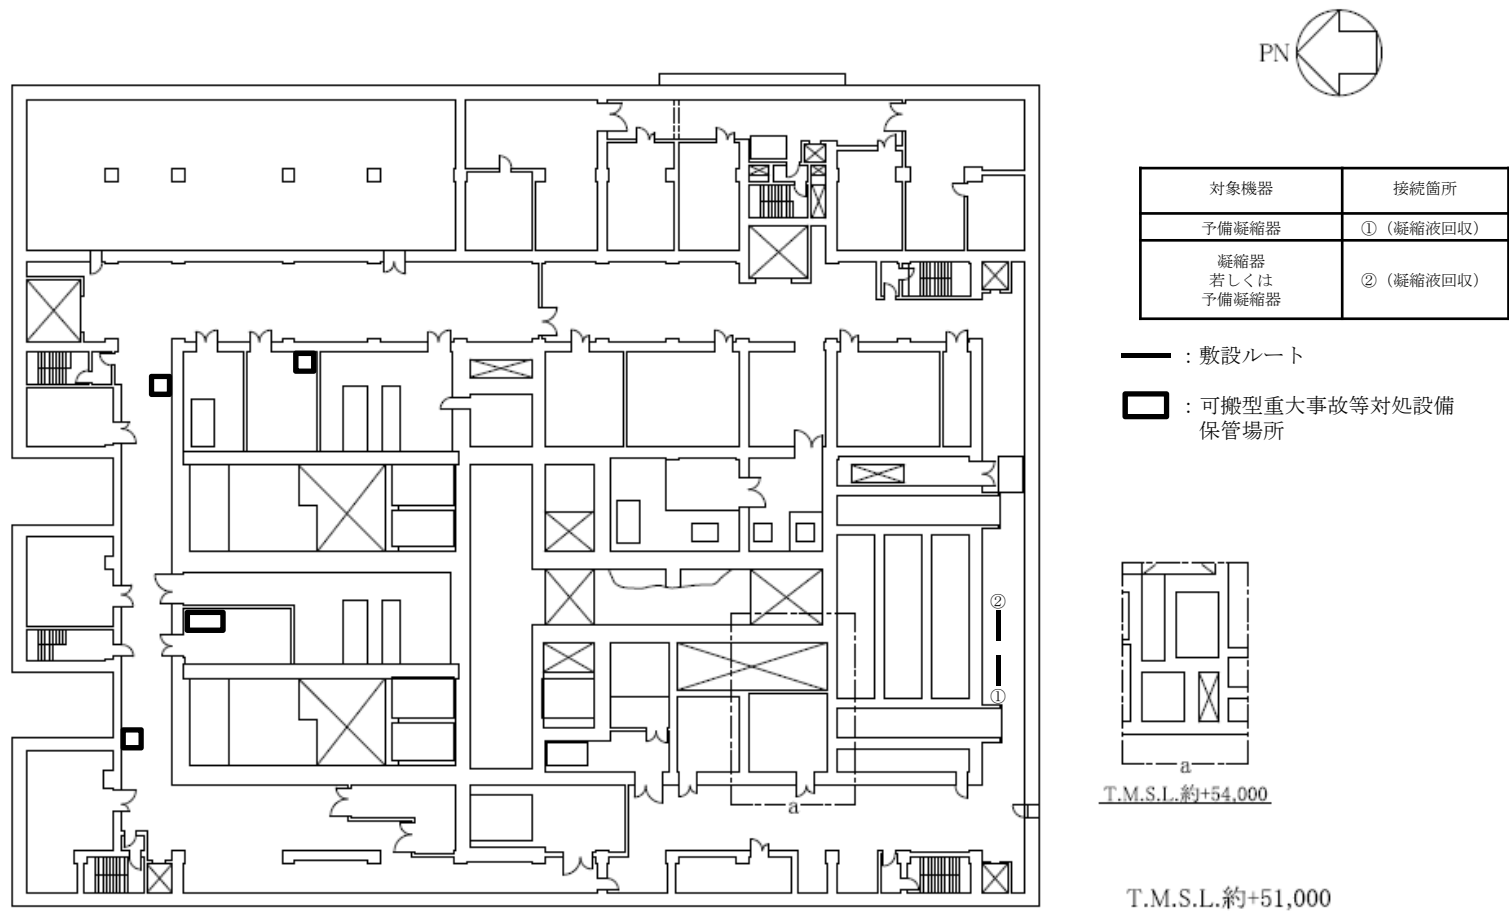 PN
対象機器
接続箇所
予備凝縮器
①（凝縮液回収）
凝縮器
若しくは
予備凝縮器
②（凝縮液回収）
：敷設ルート
：可搬型重大事故等対処設備
保管場所
②
①
a
a
T.M.S.L.約+54,000
T.M.S.L.約+51,000